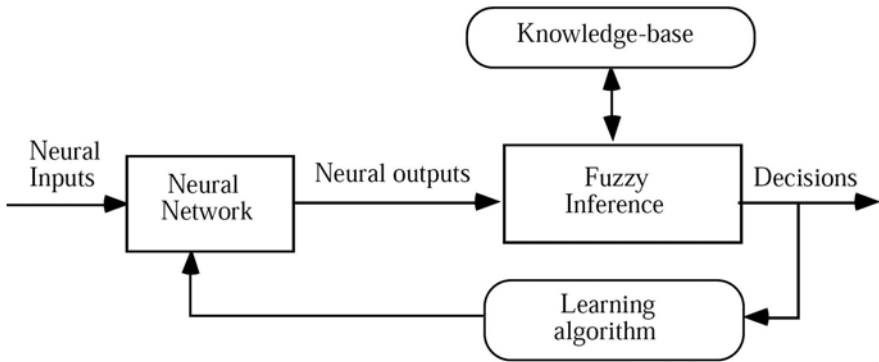 Knowledge-base
Neural
Inputs
Neural
Network
Neural outputs
Fuzzy
Inference
Decisions
Learning
algorithm